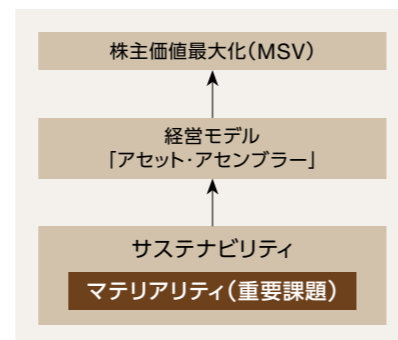 株主価値最大化(MSV)
経営モデル
「アセット・アセンブラー」
サステナビリティ
マテリアリティ(重要課題)